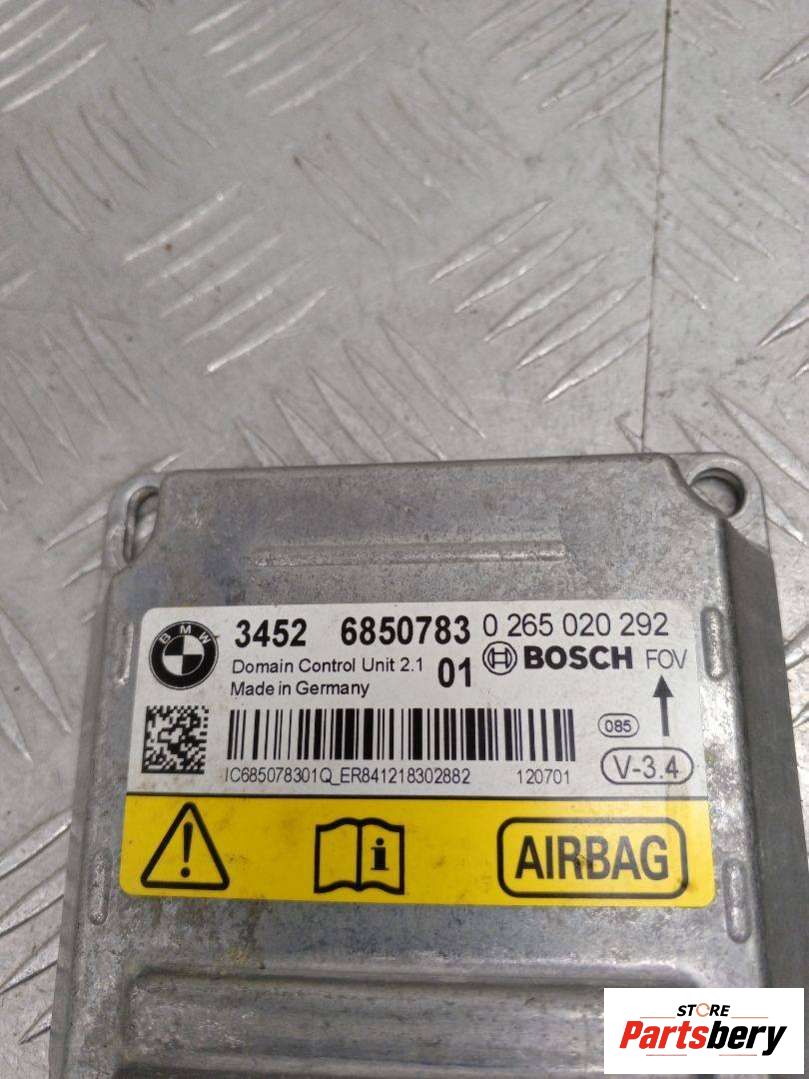 BMW
3452 6850783 0 265 020 292
Domain Control Unit 2.1 01 BOSCH FOV
Made in Germany
085
IC685078301Q_ER841218302882 120701
V-3.4
i
AIRBAG
STORE
Partsbery